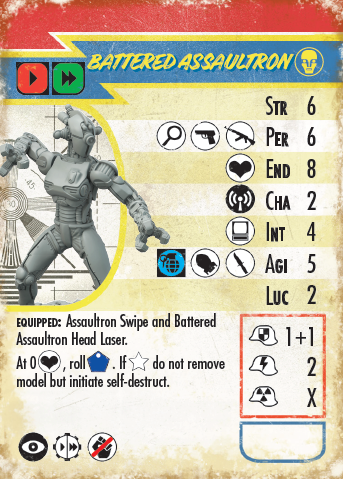 BATTERED ASSAULTRON
STR 6
PER 6
END 8
CHA 2
INT 4
AGI 5
LUC 2
EQUIPPED: Assaultron Swipe and Battered
Assaultron Head Laser.
At 0 , roll . If do not remove
model but initiate self-destruct.
1+1
2
X
45.